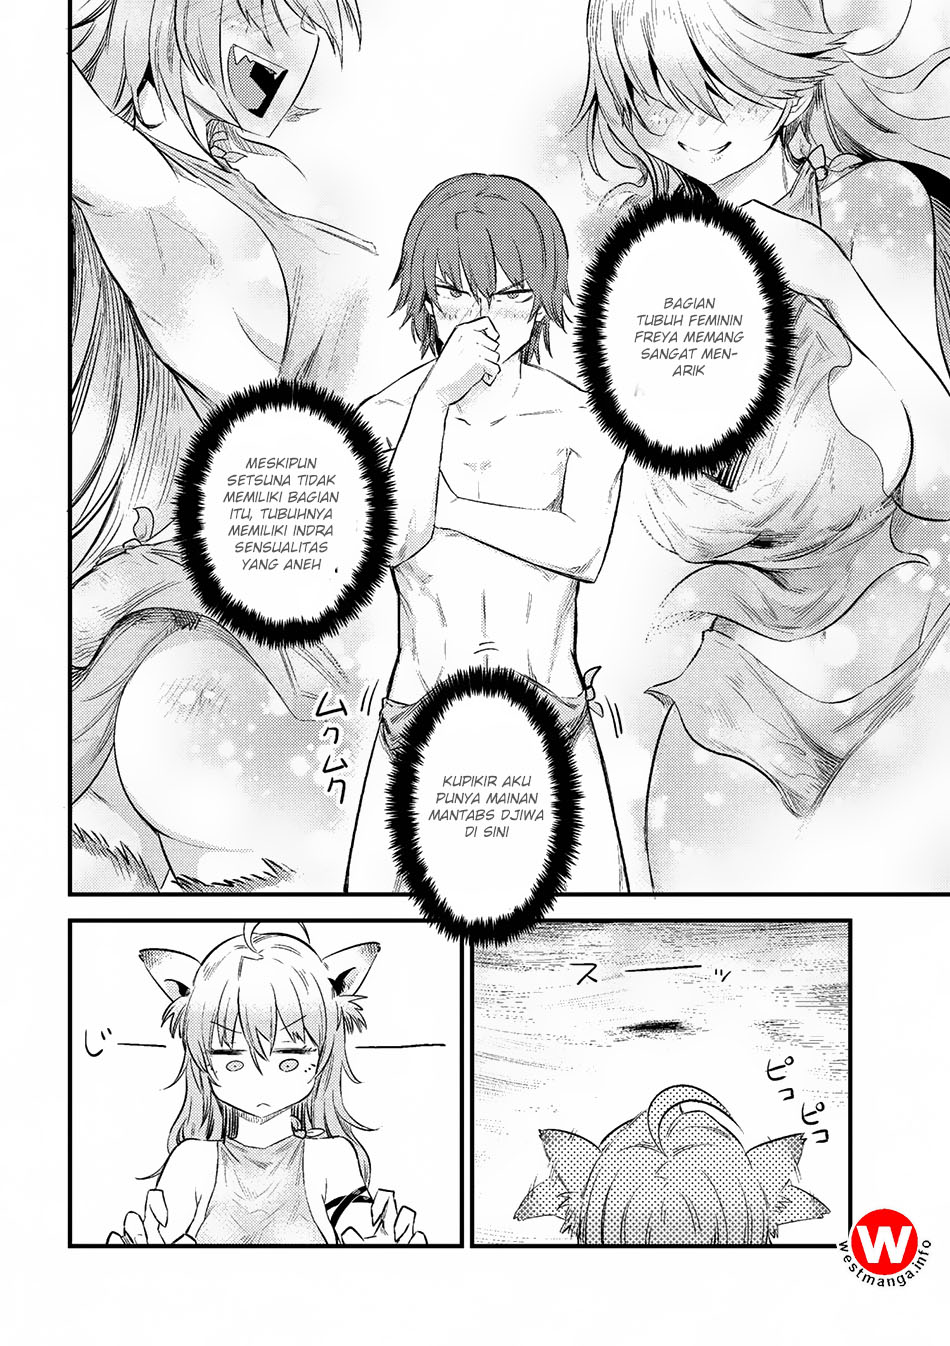 BAGIAN
TUBUH FEMININ
FREYA MEMANG
SANGAT MEN-
ARIK
MESKIPUN
SETSUNA TIDAK
MEMILIKI BAGIAN
ITU, TUBUHNYA
MEMILIKI INDRA
SENSUALITAS
YANG ANEH
ムクムク
KUPIKIR AKU
PUNYA MAINAN
MANTABS DJIWA
DI SINI
じーー
スーーッ
ピコ
ピコ
W
westmanga.info